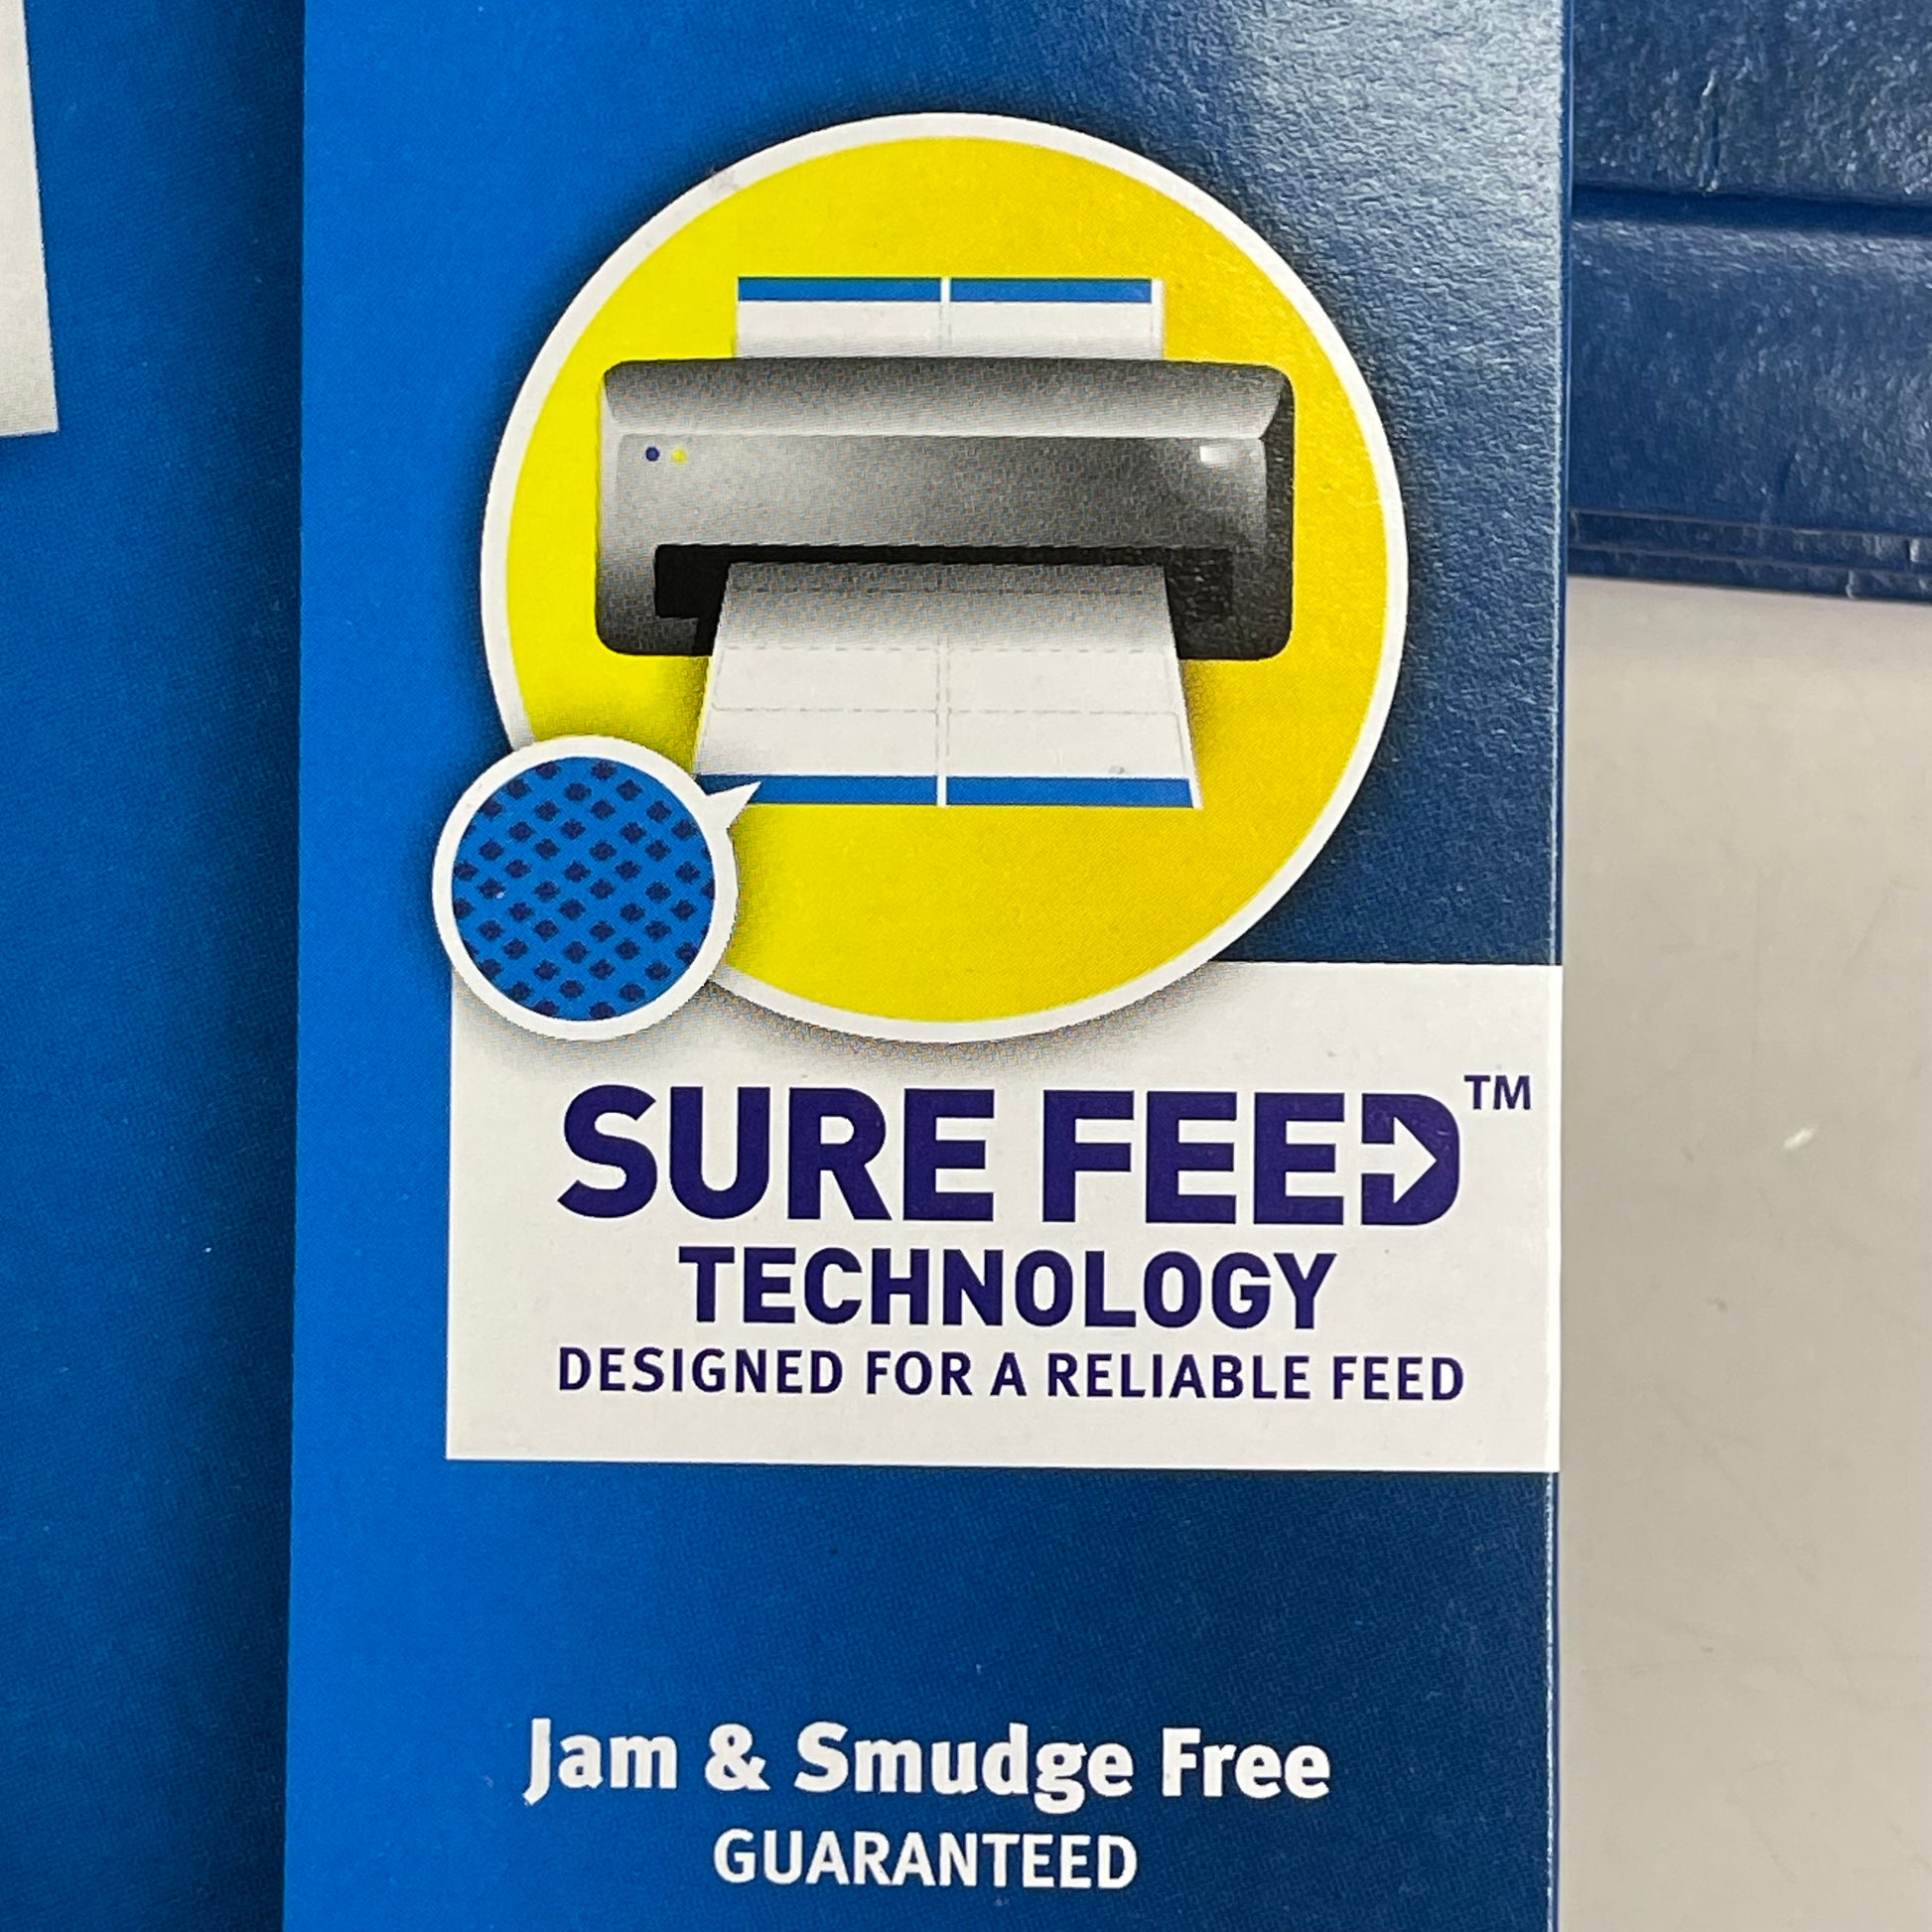 SURE FEED™
TECHNOLOGY
DESIGNED FOR A RELIABLE FEED
Jam & Smudge Free
GUARANTEED